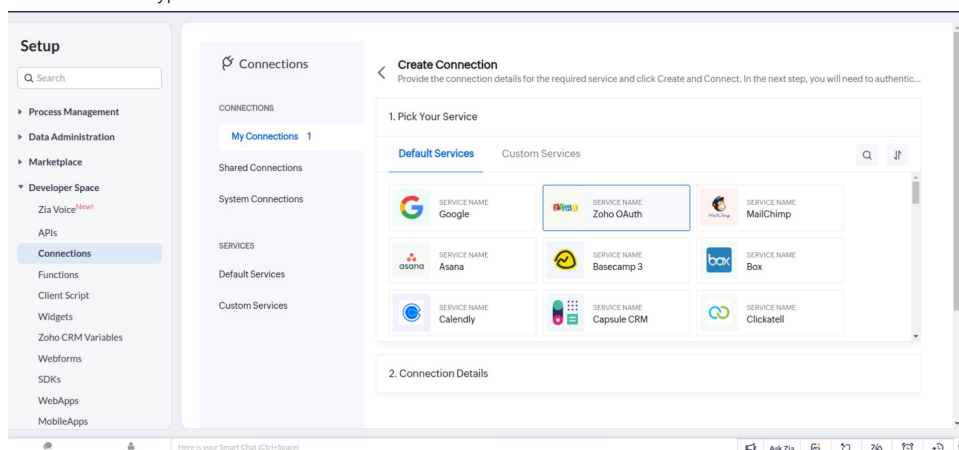 Setup
Search
Process Management
Data Administration
Marketplace
Developer Space
Zia Voice New!
APIs
Connections
Functions
Client Script
Widgets
Zoho CRM Variables
Webforms
SDKs
WebApps
MobileApps
Connections
CONNECTIONS
My Connections 1
Shared Connections
System Connections
SERVICES
Default Services
Custom Services
Create Connection
Provide the connection details for the required service and click Create and Connect. In the next step, you will need to authentic...
1. Pick Your Service
Default Services Custom Services
SERVICE NAME
Google
ZOHO
SERVICE NAME
Zoho OAuth
MailChimp
SERVICE NAME
MailChimp
asana
SERVICE NAME
Asana
SERVICE NAME
Basecamp 3
box
SERVICE NAME
Box
SERVICE NAME
Calendly
SERVICE NAME
Capsule CRM
SERVICE NAME
Clickatell
2. Connection Details
Here is your Smart Chat (Ctrl+Space)
Ask Zia